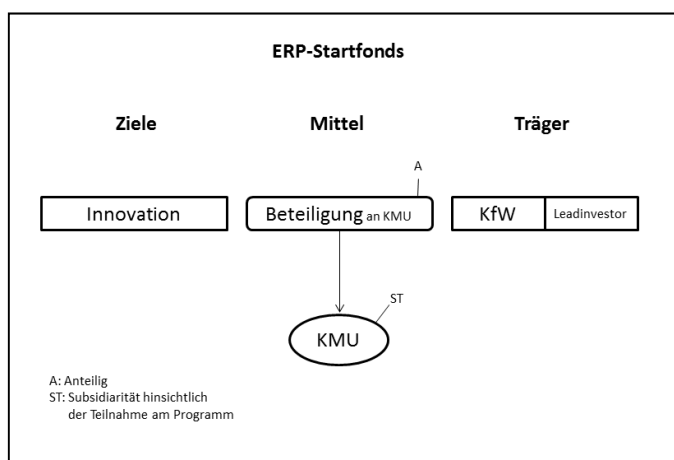 ERP-Startfonds
Ziele Mittel Träger
A
Innovation Beteiligung an KMU KfW Leadinvestor
ST
KMU
A: Anteilig
ST: Subsidiarität hinsichtlich
der Teilnahme am Programm